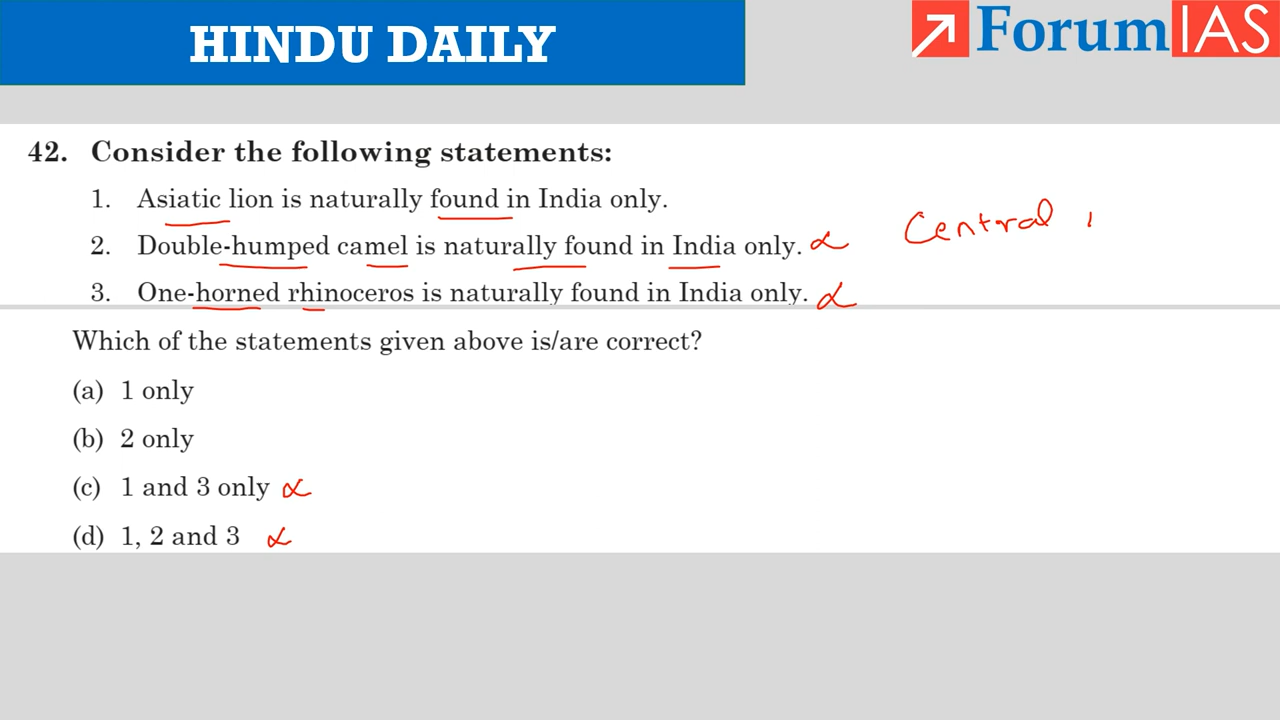 HINDU DAILY
ForumIAS
42. Consider the following statements:
1. Asiatic lion is naturally found in India only.
2. Double-humped camel is naturally found in India only.
Central
3. One-horned rhinoceros is naturally found in India only.
Which of the statements given above is/are correct?
(a) 1 only
(b) 2 only
(c) 1 and 3 only
(d) 1, 2 and 3